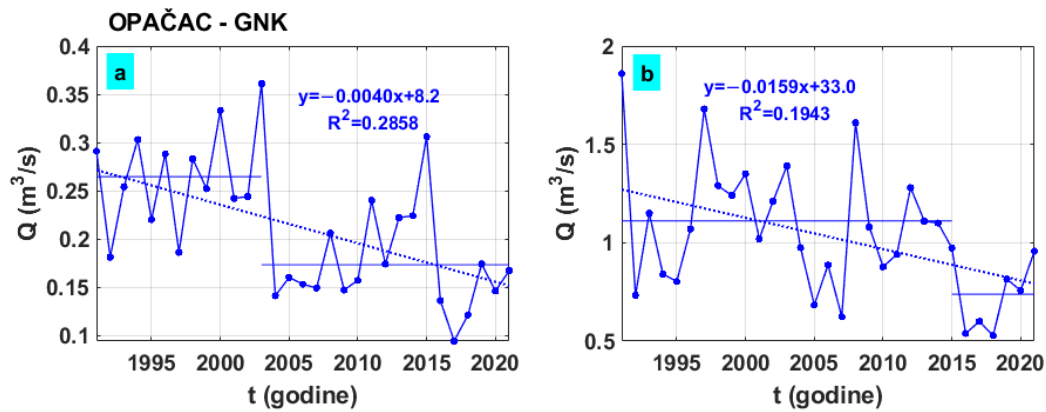 OPAČAC - GNK
a
y=−0.0040x+8.2
R²=0.2858
0.4
0.35
0.3
0.25
0.2
0.15
0.1
Q (m³/s)
1995 2000 2005 2010 2015 2020
t (godine)
b
y=−0.0159x+33.0
R²=0.1943
2
1.5
1
0.5
Q (m³/s)
1995 2000 2005 2010 2015 2020
t (godine)